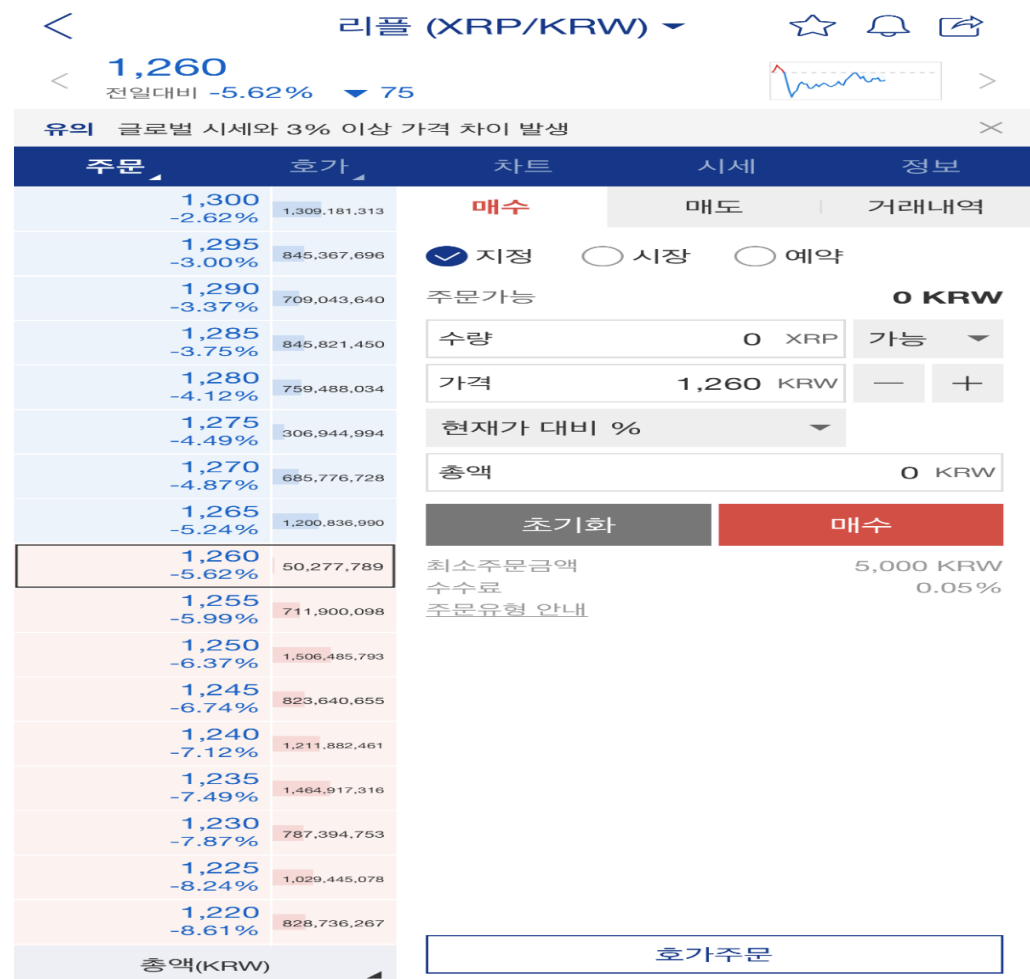 리플 (XRP/KRW)
1,260
전일대비 -5.62% ▼ 75
유의 글로벌 시세와 3% 이상 가격 차이 발생
주문 호가 차트 시세 정보
매수 매도 거래내역
1,300 1,309,181,313
-2.62%
1,295 845,367,696
-3.00%
1,290 709,043,640
-3.37%
1,285 845,821,450
-3.75%
1,280 759,488,034
-4.12%
1,275 306,944,994
-4.49%
1,270 685,776,728
-4.87%
1,265 1,200,836,990
-5.24%
1,260 50,277,789
-5.62%
1,255 711,900,098
-5.99%
1,250 1,506,485,793
-6.37%
1,245 823,640,655
-6.74%
1,240 1,211,882,461
-7.12%
1,235 1,464,917,316
-7.49%
1,230 787,394,753
-7.87%
1,225 1,029,445,078
-8.24%
1,220 828,736,267
-8.61%
총액(KRW)
지정 시장 예약
주문가능 0 KRW
수량 0 XRP 가능
가격 1,260 KRW — +
현재가 대비 %
총액 0 KRW
초기화 매수
최소주문금액 5,000 KRW
수수료 0.05%
주문유형 안내
호가주문